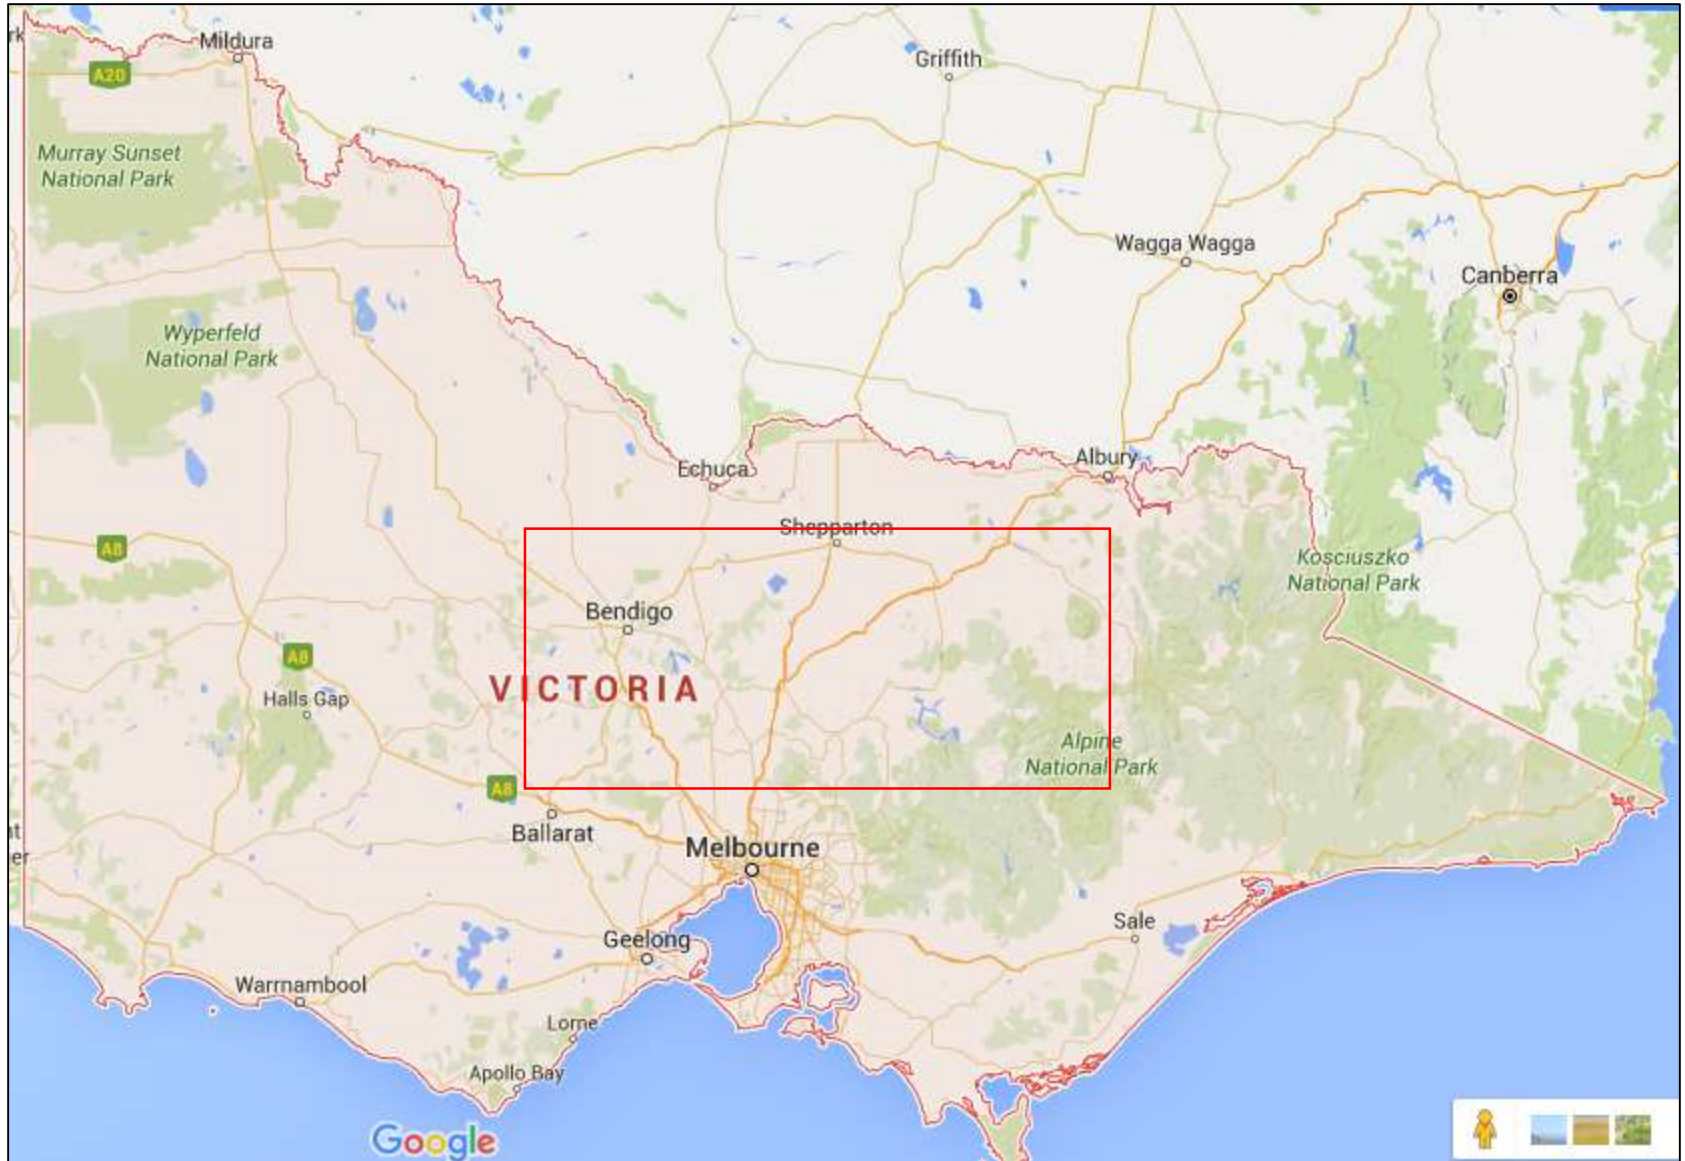 Mildura
A20
Griffith
Murray Sunset
National Park
Wagga Wagga
Canberra
Wyperfeld
National Park
Echuca
Albury
Shepparton
A8
Kosciuszko
National Park
Bendigo
A8
VICTORIA
Halls Gap
Alpine
National Park
A8
Ballarat
Melbourne
Sale
Geelong
Warrnambool
Lorne
Apollo Bay
Google